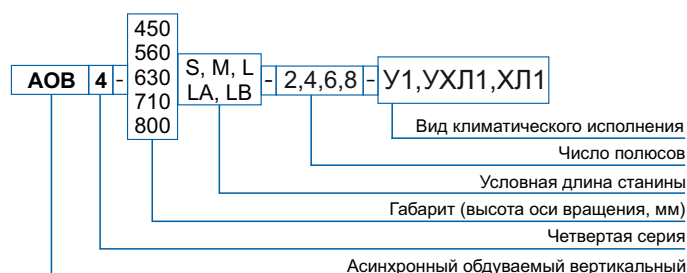 450
560
АОВ 4 - 630 S, M, L - 2,4,6,8 - У1,УХЛ1,ХЛ1
710 LA, LB
800
Вид климатического исполнения
Число полюсов
Условная длина станины
Габарит (высота оси вращения, мм)
Четвертая серия
Асинхронный обдуваемый вертикальный